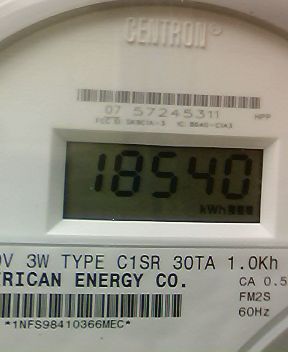 CENTRON
07 57245311
HPP
18540
kWh
V 3W TYPE C1SR 30TA 1.0Kh
RICAN ENERGY CO.
CA 0.5
FM2S
60Hz
*1NFS98410366MEC*